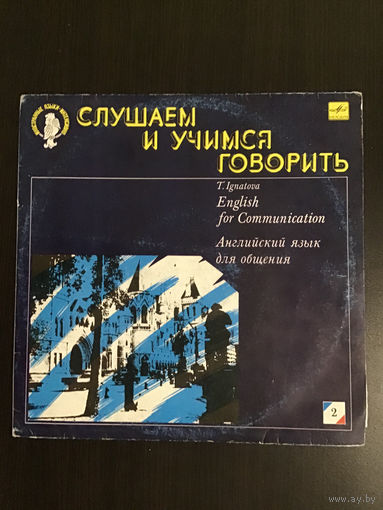 СЛУШАЕМ
И УЧИМСЯ
ГОВОРИТЬ
T. Ignatova
English
for Communication
Английский язык
для общения
2
www.ay.by